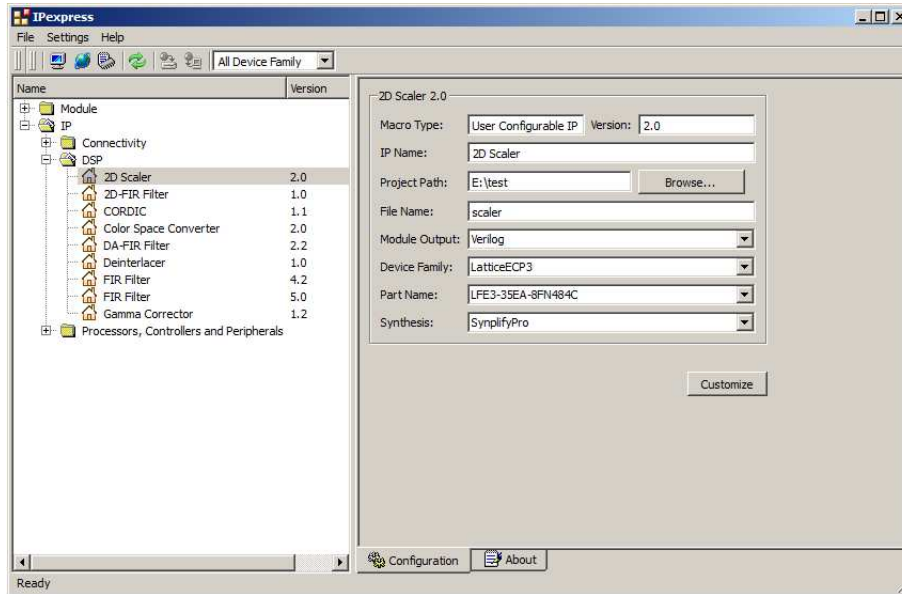 IPexpress
File Settings Help
All Device Family
Name Version
Module
IP
Connectivity
DSP
2D Scaler 2.0
2D-FIR Filter 1.0
CORDIC 1.1
Color Space Converter 2.0
DA-FIR Filter 2.2
Deinterlacer 1.0
FIR Filter 4.2
FIR Filter 5.0
Gamma Corrector 1.2
Processors, Controllers and Peripherals
2D Scaler 2.0
Macro Type: User Configurable IP Version: 2.0
IP Name: 2D Scaler
Project Path: E:\test Browse...
File Name: scaler
Module Output: Verilog
Device Family: LatticeECP3
Part Name: LFE3-35EA-8FN484C
Synthesis: SynplifyPro
Customize
Configuration About
Ready